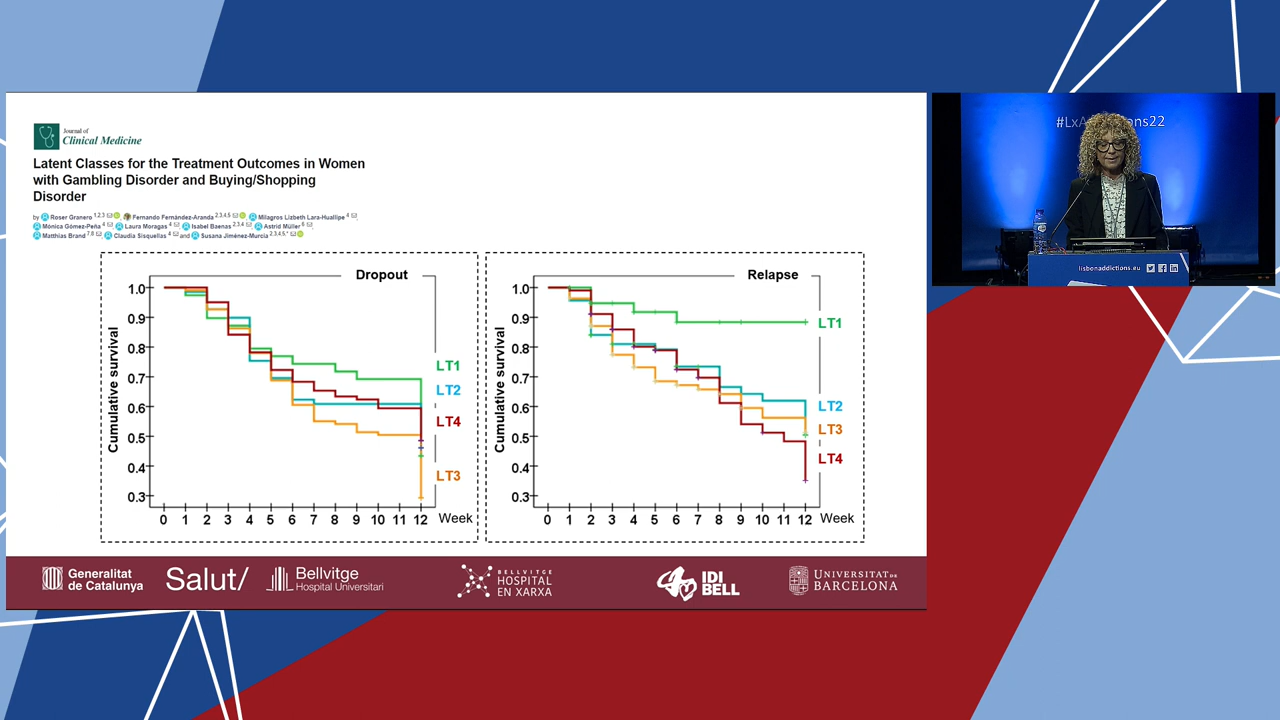 Journal of
Clinical Medicine
Latent Classes for the Treatment Outcomes in Women
with Gambling Disorder and Buying/Shopping
Disorder
by Roser Granero 1,2,3 Fernando Fernández-Aranda 2,3,4,5 Milagros Lizbeth Lara-Huallipe 4
Mónica Gómez-Peña 4 Laura Moragas 4 Isabel Baenas 2,3,4 Astrid Müller 6
Matthias Brand 7,8 Claudia Sisquellas 4 and Susana Jiménez-Murcia 2,3,4,5,*
Dropout
1.0
0.9
0.8
0.7
0.6
0.5
0.4
0.3
Cumulative survival
LT1
LT2
LT4
LT3
0 1 2 3 4 5 6 7 8 9 10 11 12 Week
Relapse
1.0
0.9
0.8
0.7
0.6
0.5
0.4
0.3
Cumulative survival
LT1
LT2
LT3
LT4
0 1 2 3 4 5 6 7 8 9 10 11 12 Week
Generalitat
de Catalunya
Salut/
Bellvitge
Hospital Universitari
BELLVITGE
HOSPITAL
EN XARXA
IDI
BELL
UNIVERSITAT DE
BARCELONA
#LxA ons22
lisbonaddictions.eu